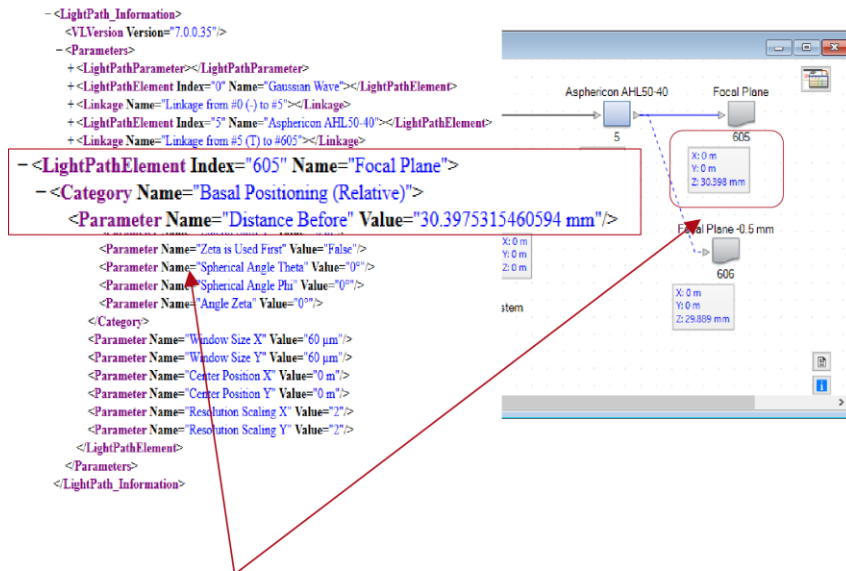 −<LightPath_Information>
<VLVersion Version="7.0.0.35"/>
−<Parameters>
+<LightPathParameter></LightPathParameter>
+<LightPathElement Index="0" Name="Gaussian Wave"></LightPathElement>
+<Linkage Name="Linkage from #0 (-) to #5"></Linkage>
+<LightPathElement Index="5" Name="Asphericon AHL50-40"></LightPathElement>
+<Linkage Name="Linkage from #5 (T) to #605"></Linkage>
−<LightPathElement Index="605" Name="Focal Plane">
−<Category Name="Basal Positioning (Relative)">
<Parameter Name="Distance Before" Value="30.3975315460594 mm"/>
<Parameter Name="Zeta is Used First" Value="False"/>
<Parameter Name="Spherical Angle Theta" Value="0°"/>
<Parameter Name="Spherical Angle Phi" Value="0°"/>
<Parameter Name="Angle Zeta" Value="0°"/>
</Category>
<Parameter Name="Window Size X" Value="60 µm"/>
<Parameter Name="Window Size Y" Value="60 µm"/>
<Parameter Name="Center Position X" Value="0 m"/>
<Parameter Name="Center Position Y" Value="0 m"/>
<Parameter Name="Resolution Scaling X" Value="2"/>
<Parameter Name="Resolution Scaling Y" Value="2"/>
</LightPathElement>
</Parameters>
</LightPath_Information>
Asphericon AHL50-40
5
Focal Plane
605
X: 0 m
Y: 0 m
Z: 30.398 mm
Focal Plane -0.5 mm
606
X: 0 m
Y: 0 m
Z: 29.889 mm
X: 0 m
Y: 0 m
Z: 0 m
stem